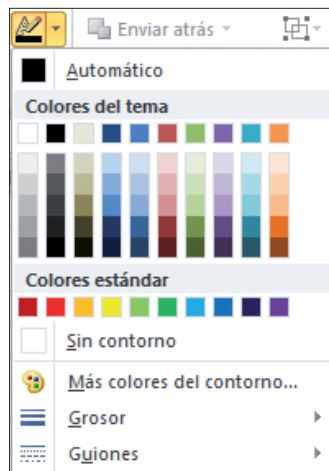 Enviar atrás
Automático
Colores del tema
Colores estándar
Sin contorno
Más colores del contorno...
Grosor
Guiones